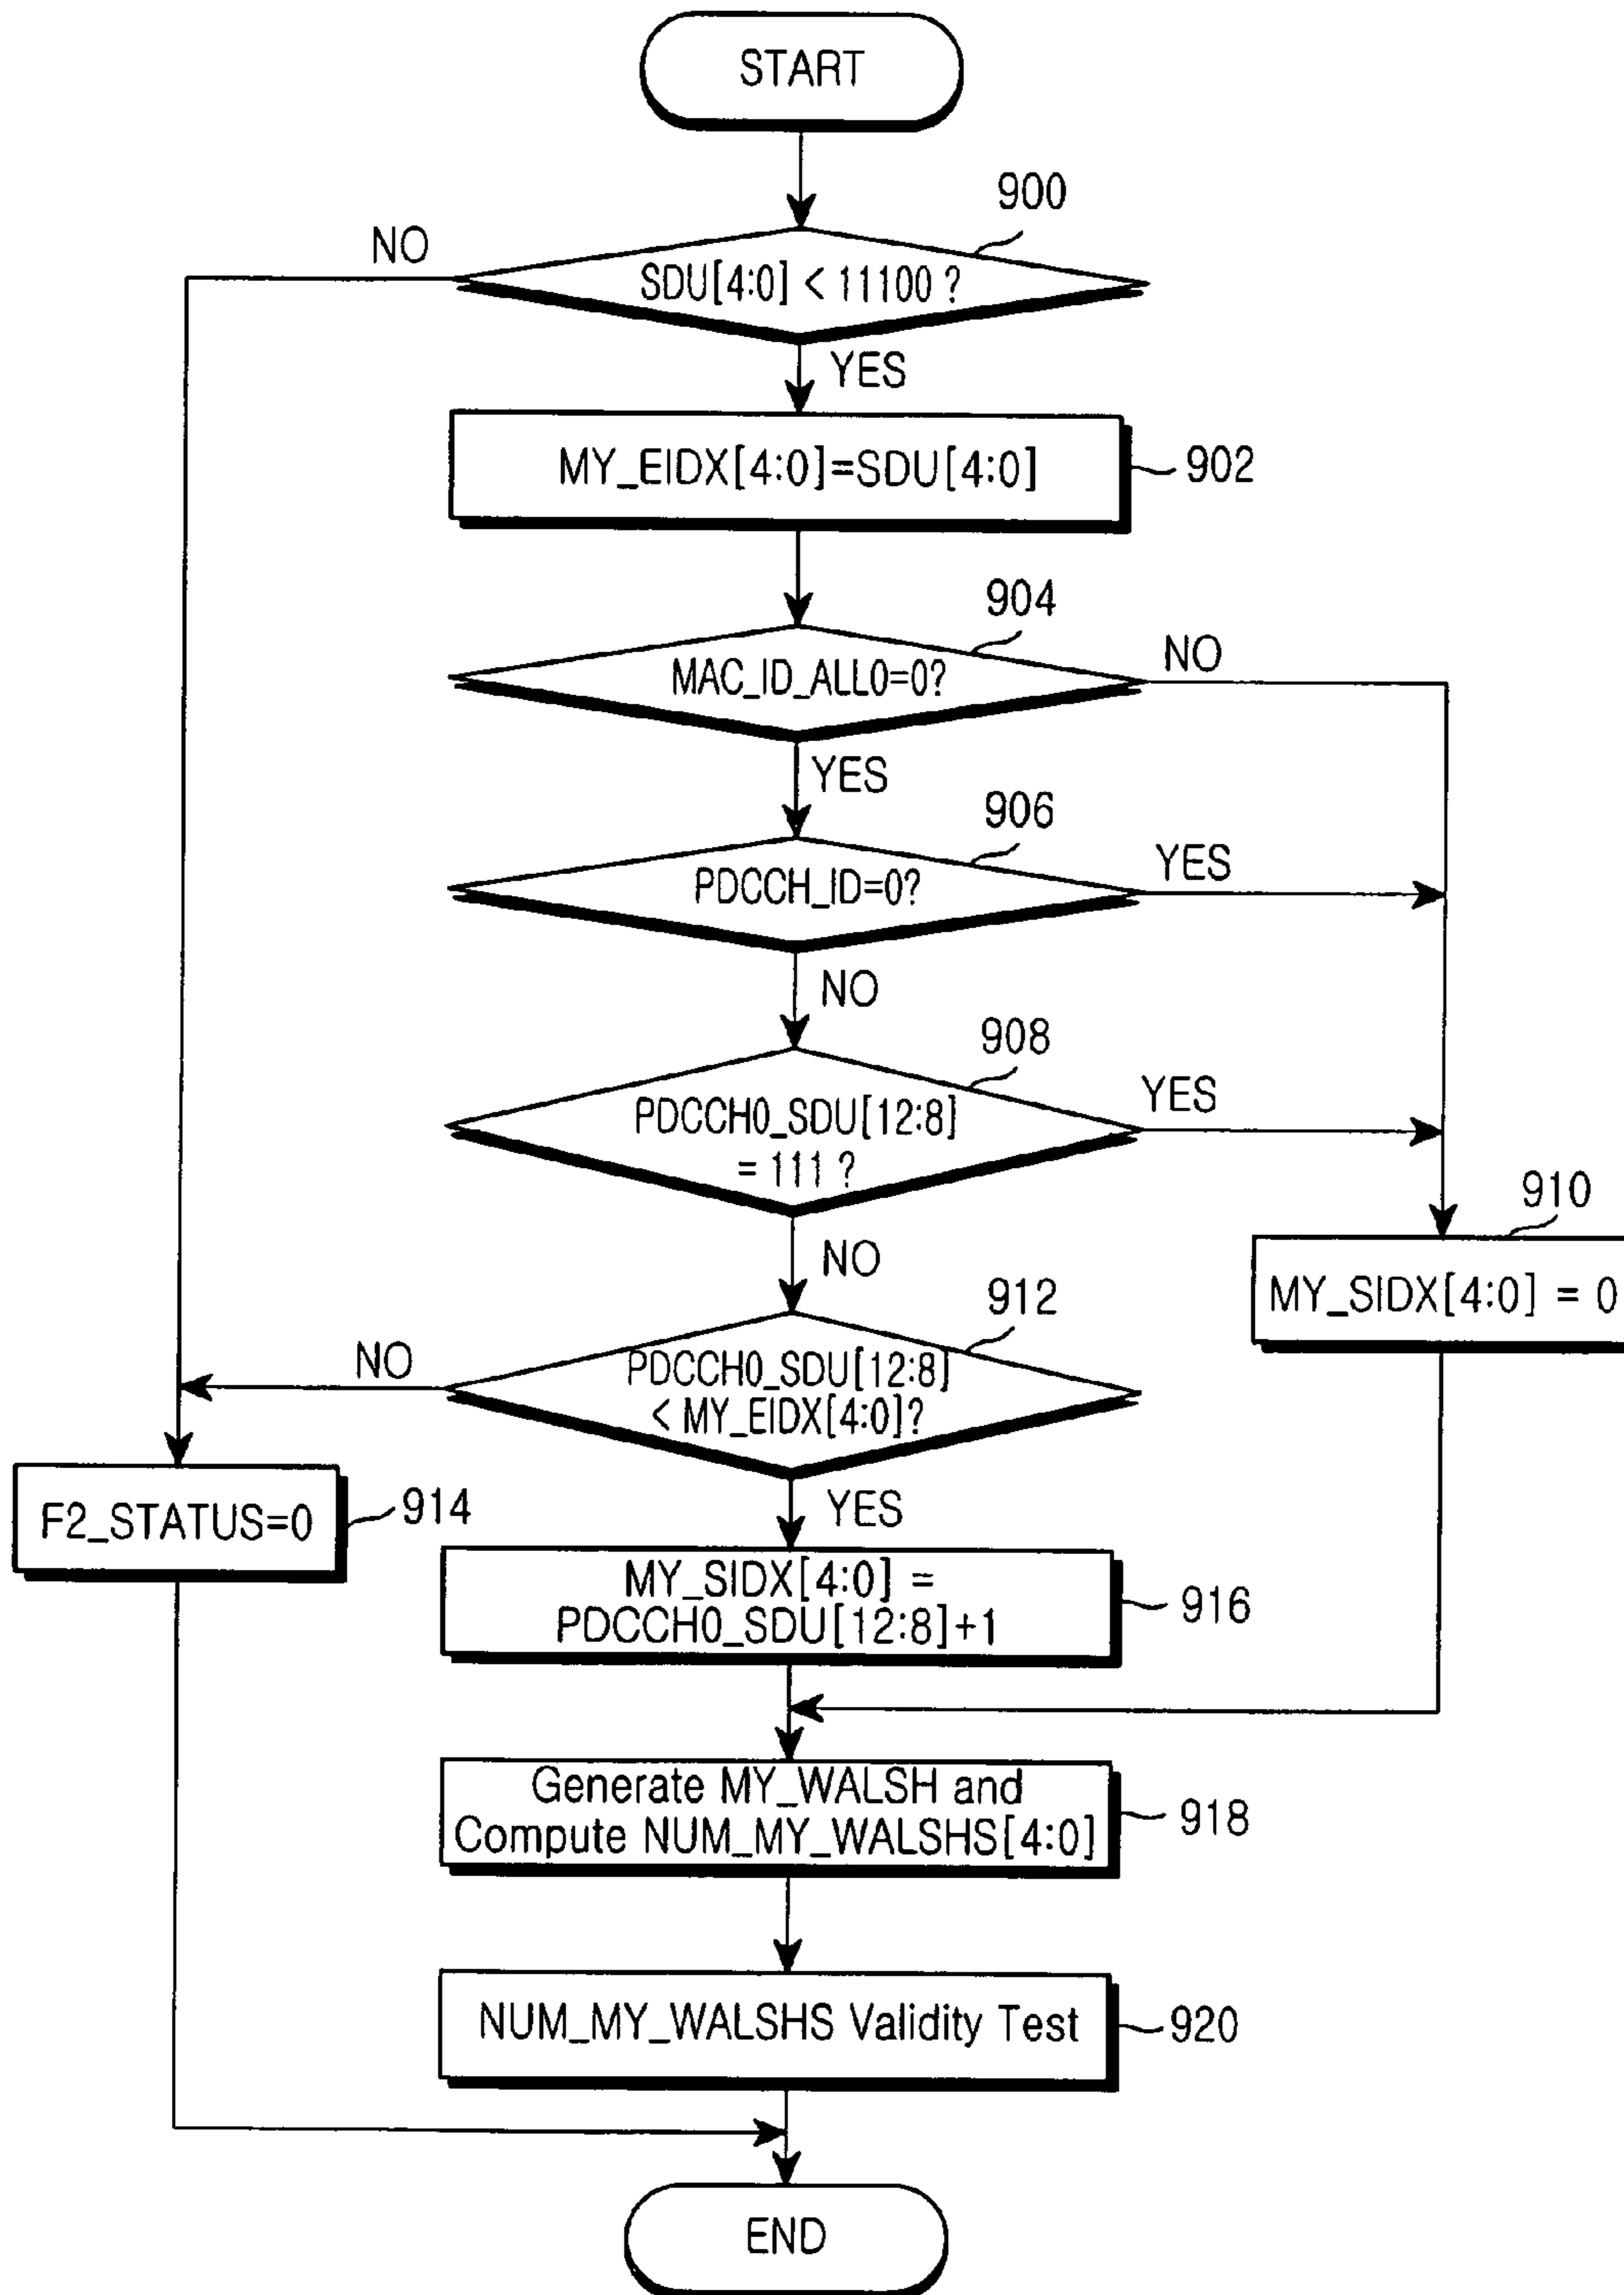 START
900
NO
SDU[4:0] < 11100 ?
YES
MY_EIDX[4:0]=SDU[4:0]
902
904
NO
MAC_ID_ALL0=0?
YES
906
YES
PDCCH_ID=0?
NO
908
YES
PDCCH0_SDU[12:8]
= 111 ?
NO
910
MY_SIDX[4:0] = 0
912
NO
PDCCH0_SDU[12:8]
< MY_EIDX[4:0]?
F2_STATUS=0
914
YES
MY_SIDX[4:0] =
PDCCH0_SDU[12:8]+1
916
Generate MY_WALSH and
Compute NUM_MY_WALSHS[4:0]
918
NUM_MY_WALSHS Validity Test
920
END